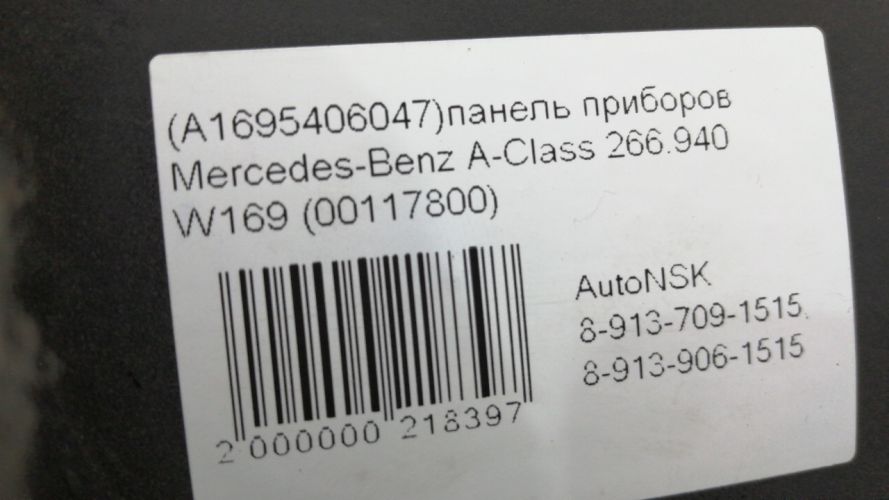 (A1695406047)панель приборов
Mercedes-Benz A-Class 266.940
W169 (00117800)
AutoNSK
8-913-709-1515,
8-913-906-1515
2 000000 218397